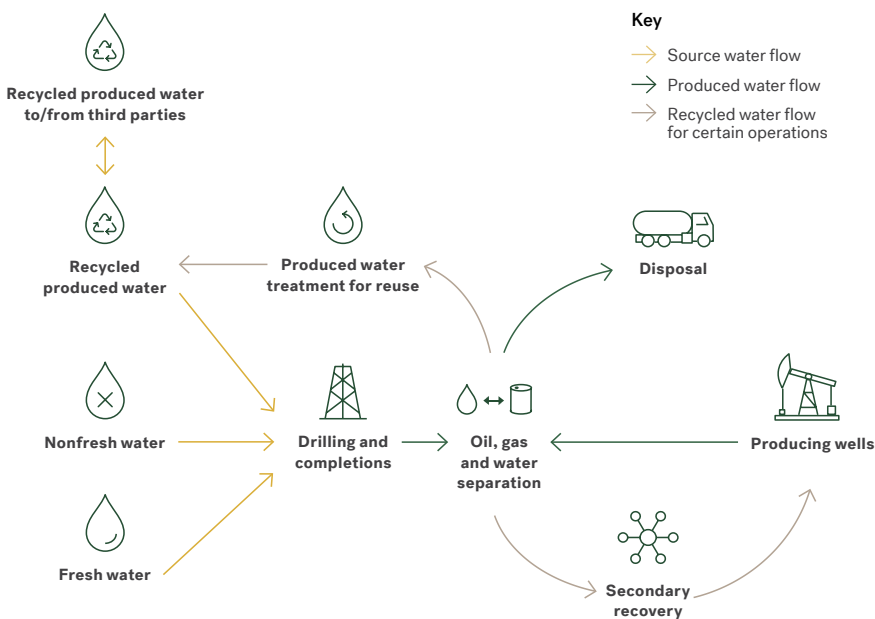 Key
Source water flow
Produced water flow
Recycled water flow
for certain operations
Recycled produced water
to/from third parties
Recycled
produced water
Produced water
treatment for reuse
Disposal
Nonfresh water
Drilling and
completions
Oil, gas
and water
separation
Producing wells
Fresh water
Secondary
recovery